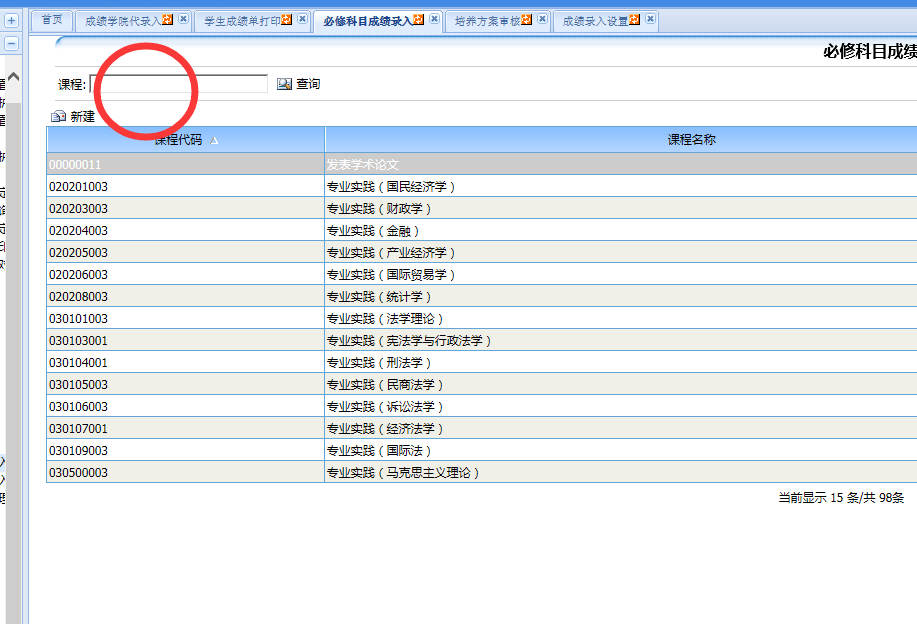 首页 成绩学院代录入 学生成绩单打印 必修科目成绩录入 培养方案审核 成绩录入设置
必修科目成绩
课程: 查询
新建
课程代码 课程名称
00000011 发表学术论文
020201003 专业实践（国民经济学）
020203003 专业实践（财政学）
020204003 专业实践（金融）
020205003 专业实践（产业经济学）
020206003 专业实践（国际贸易学）
020208003 专业实践（统计学）
030101003 专业实践（法学理论）
030103001 专业实践（宪法学与行政法学）
030104001 专业实践（刑法学）
030105003 专业实践（民商法学）
030106003 专业实践（诉讼法学）
030107001 专业实践（经济法学）
030109003 专业实践（国际法）
030500003 专业实践（马克思主义理论）
当前显示 15 条/共 98条